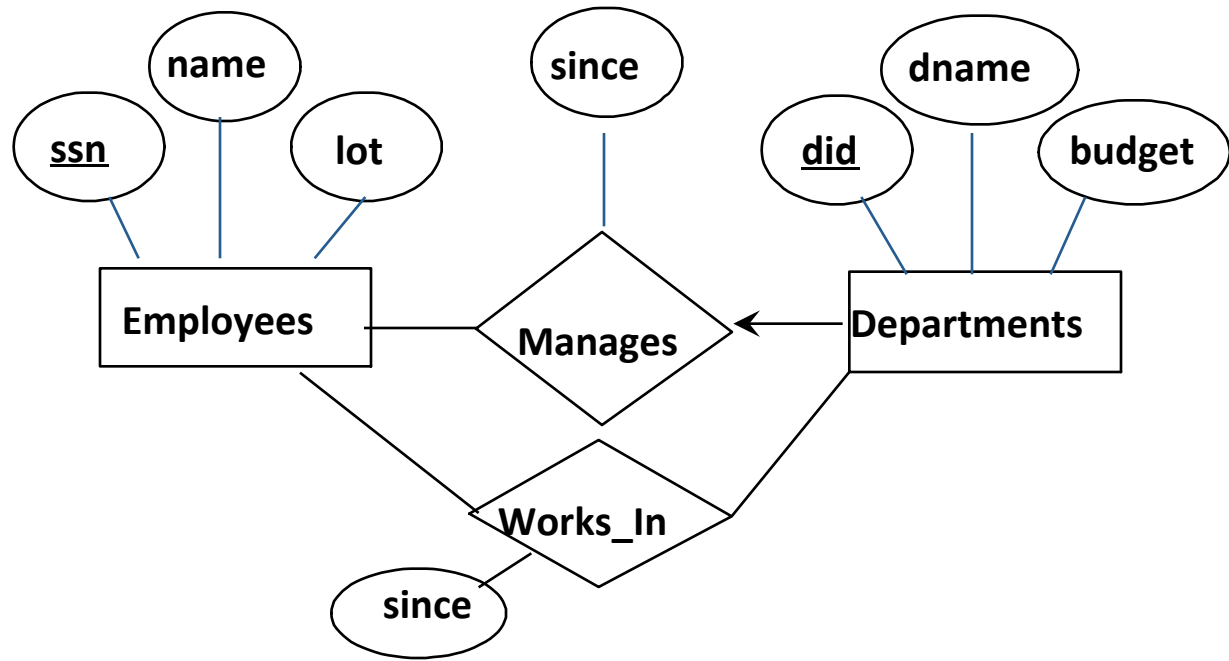 name
since
dname
ssn
lot
did
budget
Employees
Manages
Departments
Works_In
since